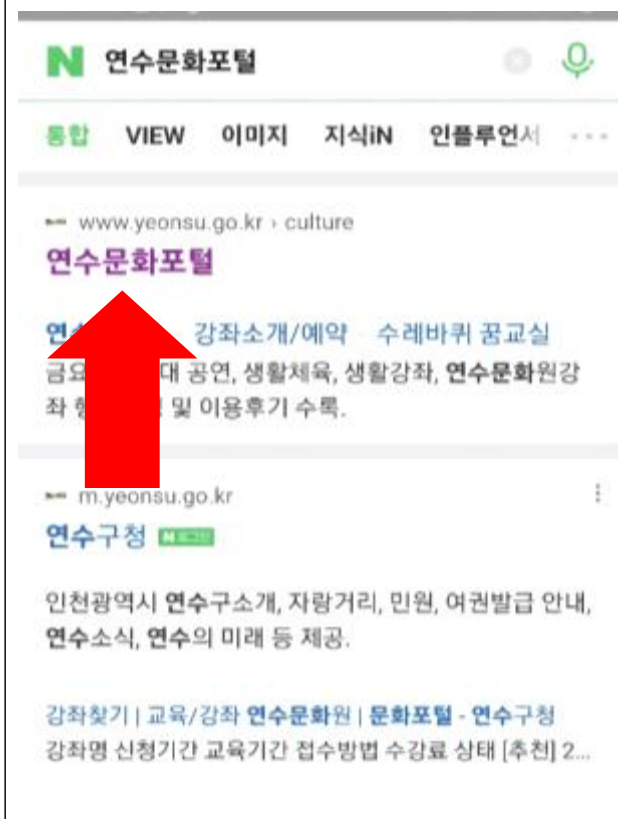 N 연수문화포털
통합 VIEW 이미지 지식iN 인플루언서
www.yeonsu.go.kr › culture
연수문화포털
강좌소개/예약 수레바퀴 꿈교실
공연, 생활체육, 생활강좌, 연수문화원강
좌 및 이용후기 수록.
m.yeonsu.go.kr
연수구청
인천광역시 연수구소개, 자랑거리, 민원, 여권발급 안내,
연수소식, 연수의 미래 등 제공.
강좌찾기 | 교육/강좌 연수문화원 | 문화포털 - 연수구청
강좌명 신청기간 교육기간 접수방법 수강료 상태 [추천] 2...